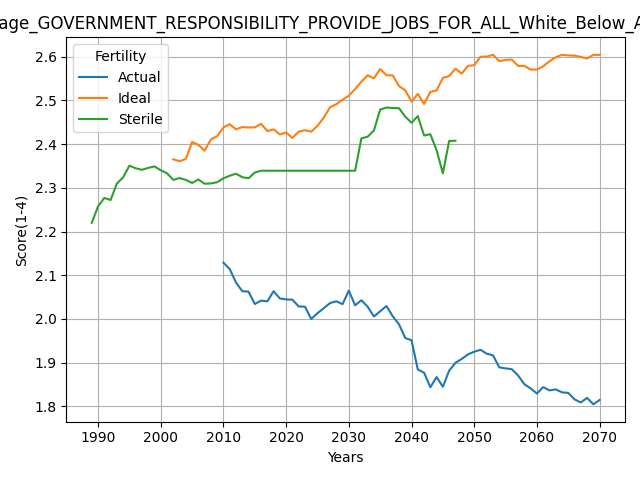 age_GOVERNMENT_RESPONSIBILITY_PROVIDE_JOBS_FOR_ALL_White_Below_A
Fertility
Actual
Ideal
Sterile
Score(1-4)
2.6
2.5
2.4
2.3
2.2
2.1
2.0
1.9
1.8
1990 2000 2010 2020 2030 2040 2050 2060 2070
Years